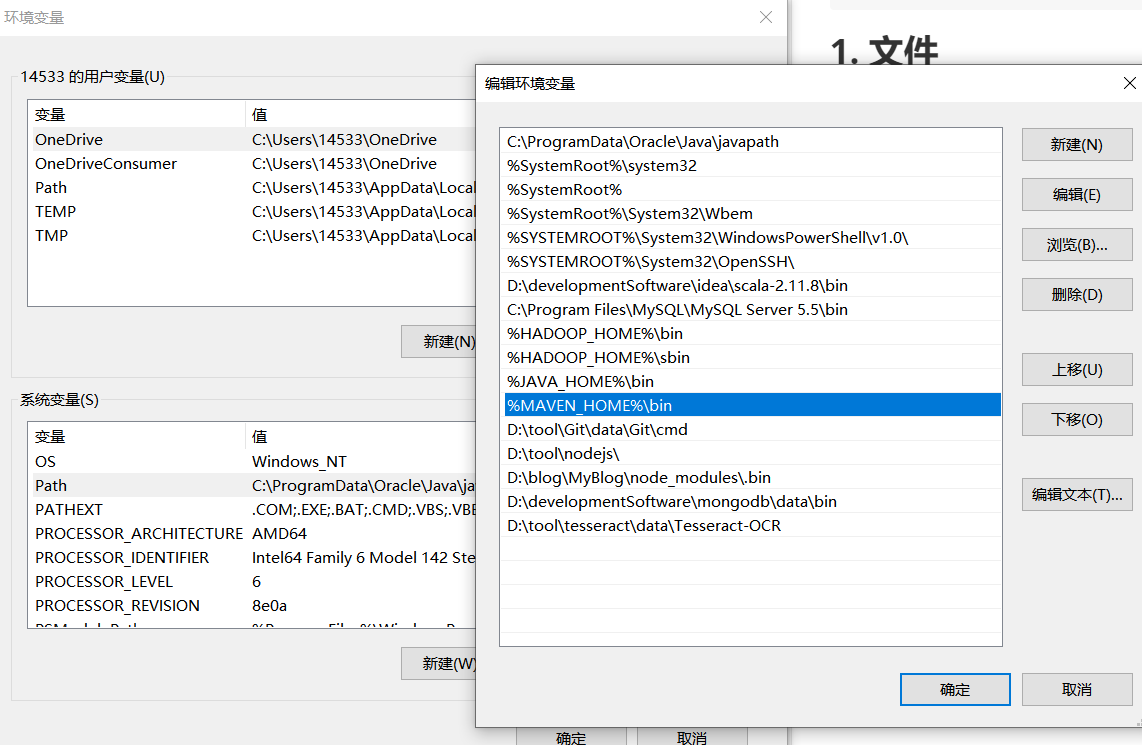 环境变量
1. 文件
14533 的用户变量(U)
变量 值
OneDrive C:\Users\14533\OneDrive
OneDriveConsumer C:\Users\14533\OneDrive
Path C:\Users\14533\AppData\Local
TEMP C:\Users\14533\AppData\Local
TMP C:\Users\14533\AppData\Local
新建(N)
系统变量(S)
变量 值
OS Windows_NT
Path C:\ProgramData\Oracle\Java\ja
PATHEXT .COM;.EXE;.BAT;.CMD;.VBS;.VBE
PROCESSOR_ARCHITECTURE AMD64
PROCESSOR_IDENTIFIER Intel64 Family 6 Model 142 Ste
PROCESSOR_LEVEL 6
PROCESSOR_REVISION 8e0a
新建(W)
确定 取消
编辑环境变量
C:\ProgramData\Oracle\Java\javapath
%SystemRoot%\system32
%SystemRoot%
%SystemRoot%\System32\Wbem
%SYSTEMROOT%\System32\WindowsPowerShell\v1.0\
%SYSTEMROOT%\System32\OpenSSH\
D:\developmentSoftware\idea\scala-2.11.8\bin
C:\Program Files\MySQL\MySQL Server 5.5\bin
%HADOOP_HOME%\bin
%HADOOP_HOME%\sbin
%JAVA_HOME%\bin
%MAVEN_HOME%\bin
D:\tool\Git\data\Git\cmd
D:\tool\nodejs\
D:\blog\MyBlog\node_modules\.bin
D:\developmentSoftware\mongodb\data\bin
D:\tool\tesseract\data\Tesseract-OCR
新建(N)
编辑(E)
浏览(B)...
删除(D)
上移(U)
下移(O)
编辑文本(T)...
确定 取消